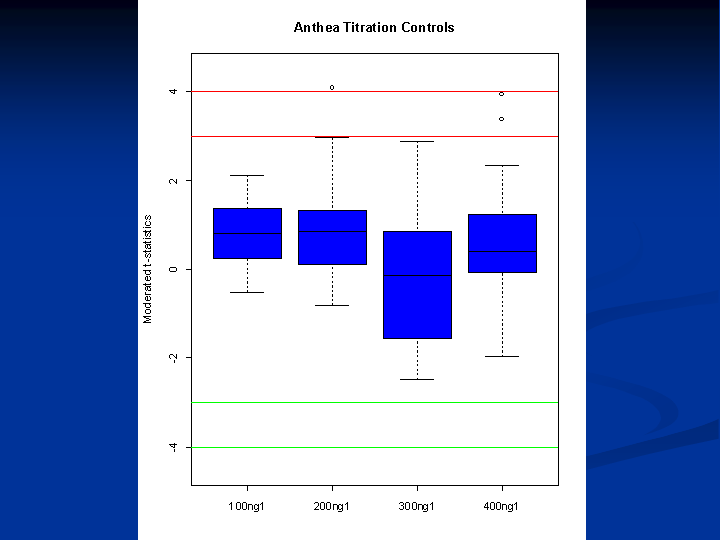 Anthea Titration Controls
Moderated t-statistics
4
2
0
-2
-4
100ng1
200ng1
300ng1
400ng1